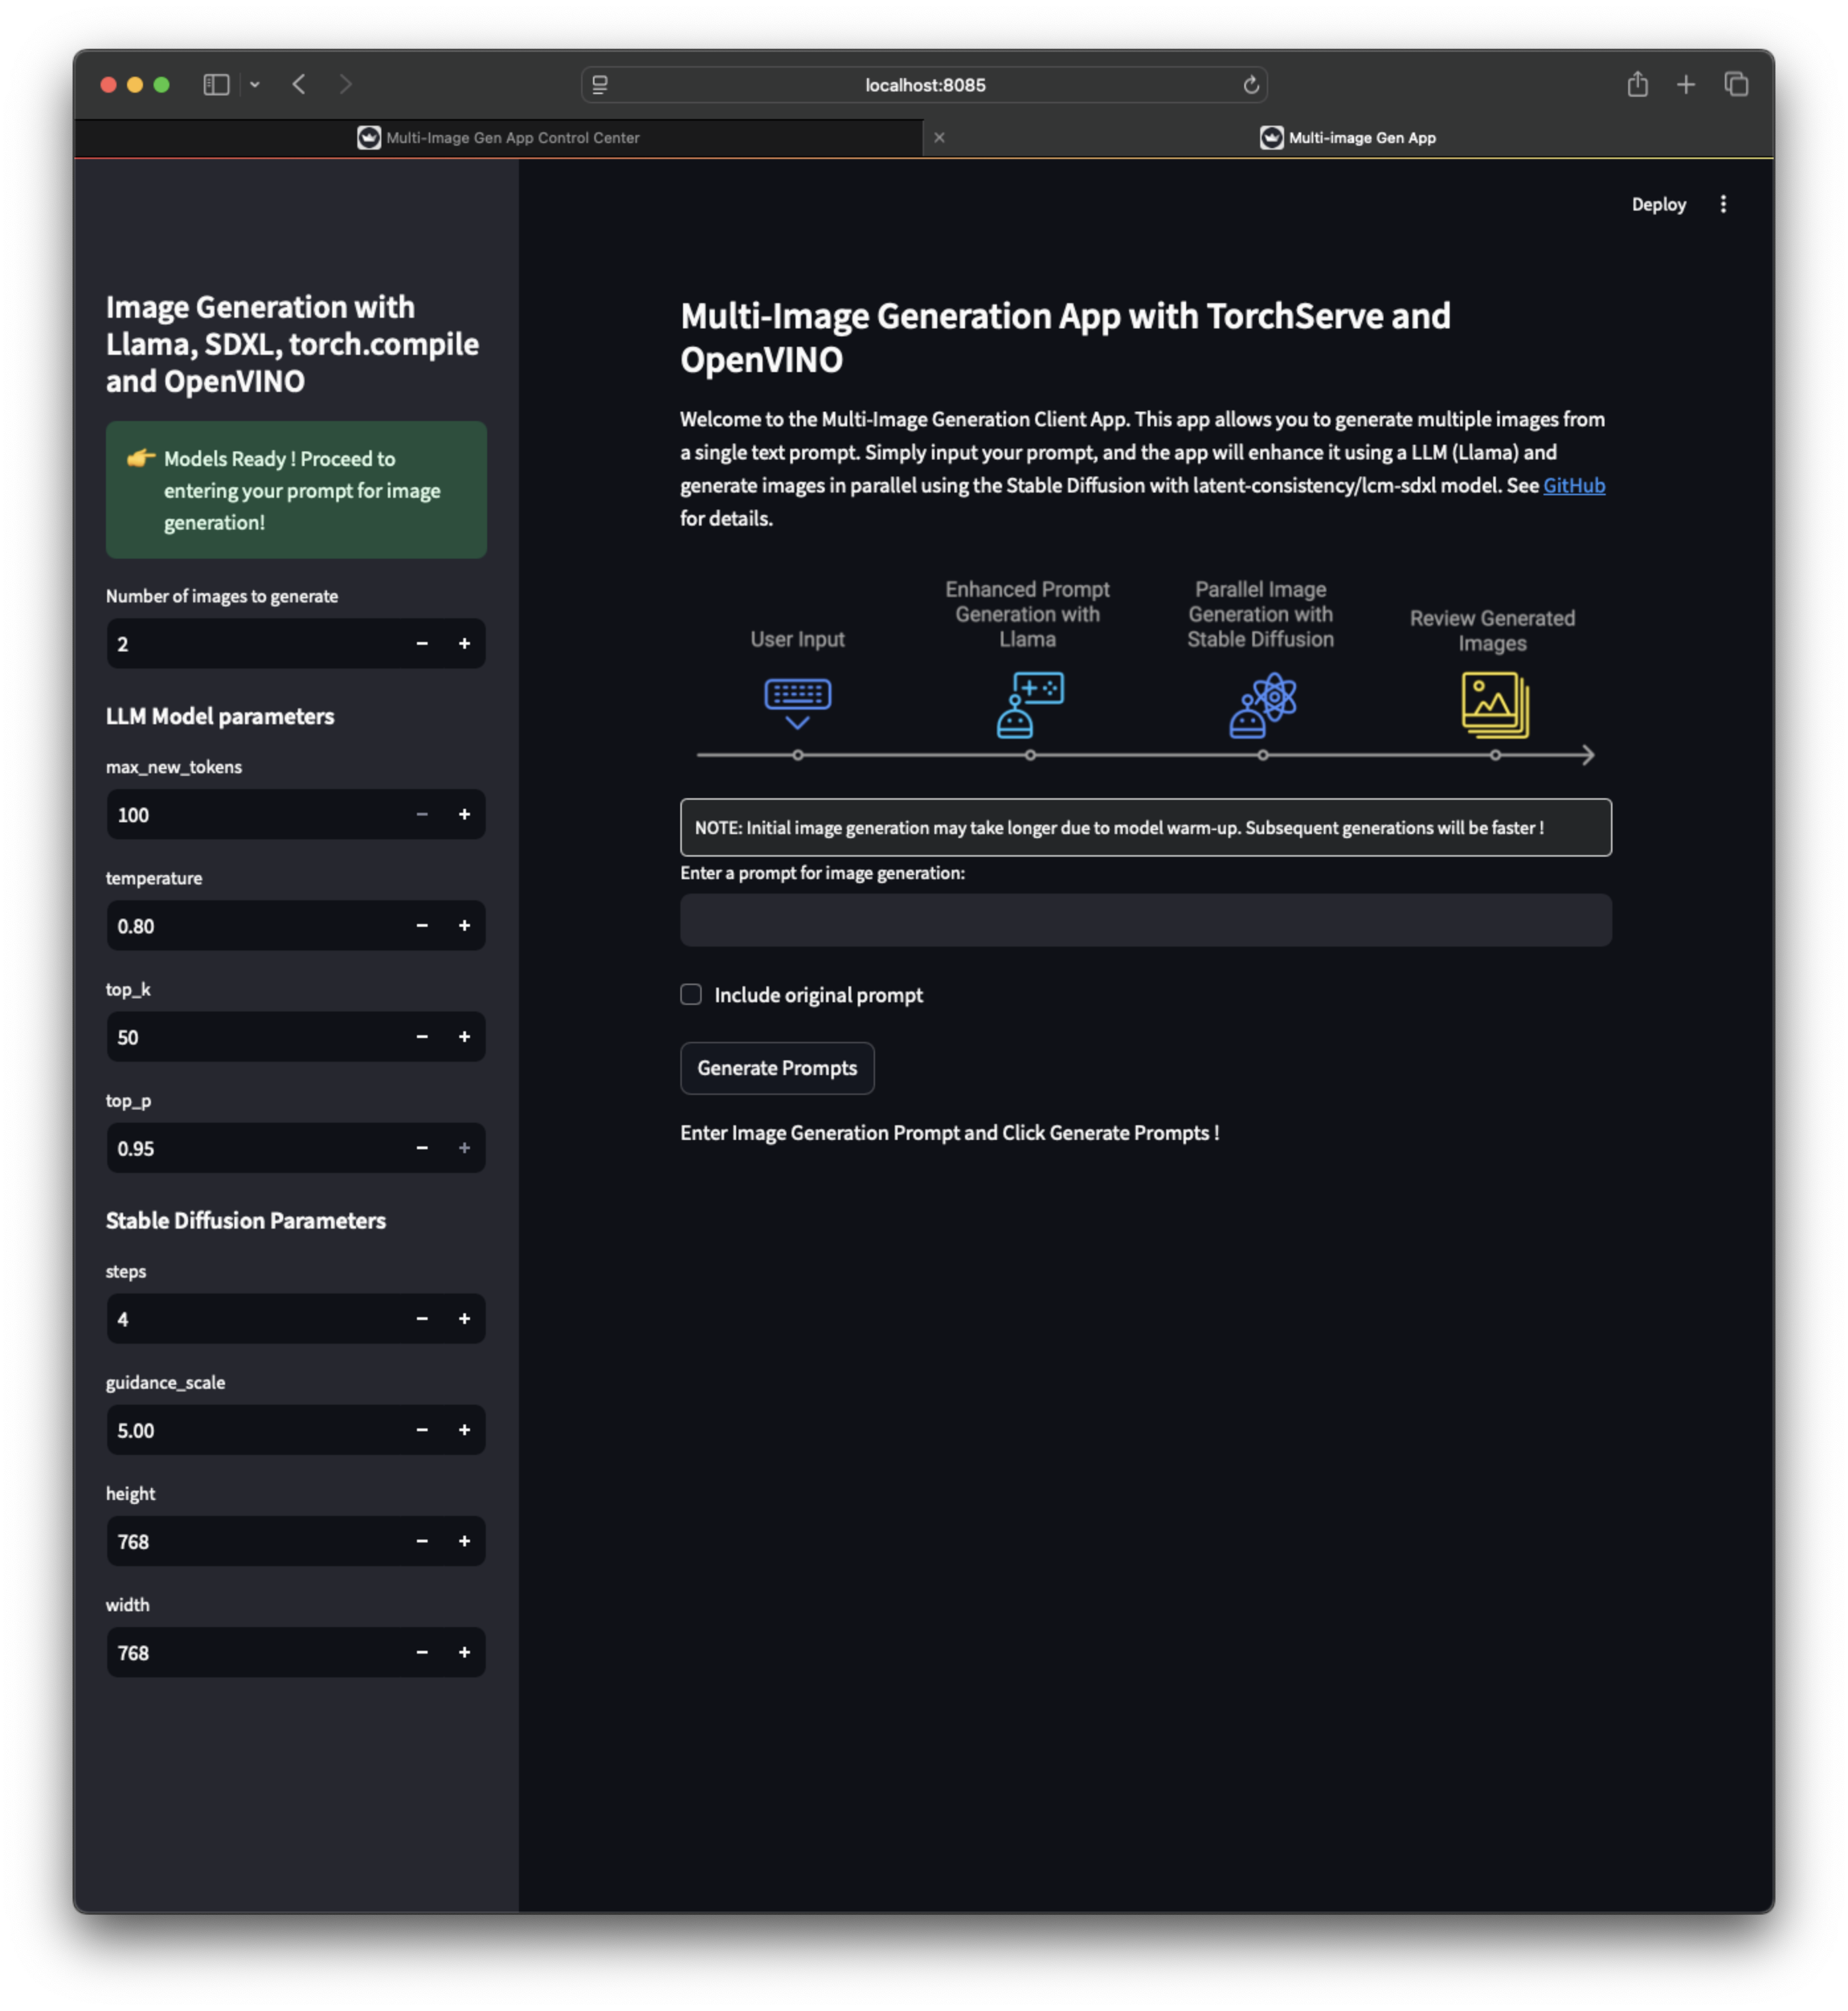 localhost:8085
Multi-Image Gen App Control Center
Multi-image Gen App
Deploy
Image Generation with
Llama, SDXL, torch.compile
and OpenVINO
👉 Models Ready ! Proceed to
entering your prompt for image
generation!
Number of images to generate
2
LLM Model parameters
max_new_tokens
100
temperature
0.80
top_k
50
top_p
0.95
Stable Diffusion Parameters
steps
4
guidance_scale
5.00
height
768
width
768
Multi-Image Generation App with TorchServe and
OpenVINO
Welcome to the Multi-Image Generation Client App. This app allows you to generate multiple images from
a single text prompt. Simply input your prompt, and the app will enhance it using a LLM (Llama) and
generate images in parallel using the Stable Diffusion with latent-consistency/lcm-sdxl model. See GitHub
for details.
User Input
Enhanced Prompt
Generation with
Llama
Parallel Image
Generation with
Stable Diffusion
Review Generated
Images
NOTE: Initial image generation may take longer due to model warm-up. Subsequent generations will be faster !
Enter a prompt for image generation:
Include original prompt
Generate Prompts
Enter Image Generation Prompt and Click Generate Prompts !